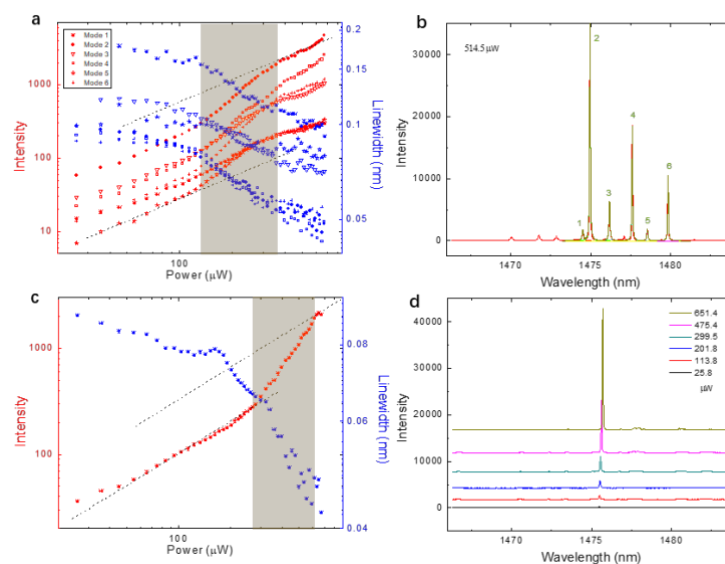 a
Mode 1
Mode 2
Mode 3
Mode 4
Mode 5
Mode 6
1000
100
10
Intensity
0.2
0.15
0.1
0.05
Linewidth (nm)
100
Power (μW)
b
514.5 μW
30000
20000
10000
0
Intensity
1
2
3
4
5
6
1470
1475
1480
Wavelength (nm)
c
1000
100
Intensity
0.08
0.06
0.04
Linewidth (nm)
100
Power (μW)
d
651.4
475.4
299.5
201.8
113.8
25.8
μW
40000
30000
20000
10000
0
Intensity
1470
1475
1480
Wavelength (nm)